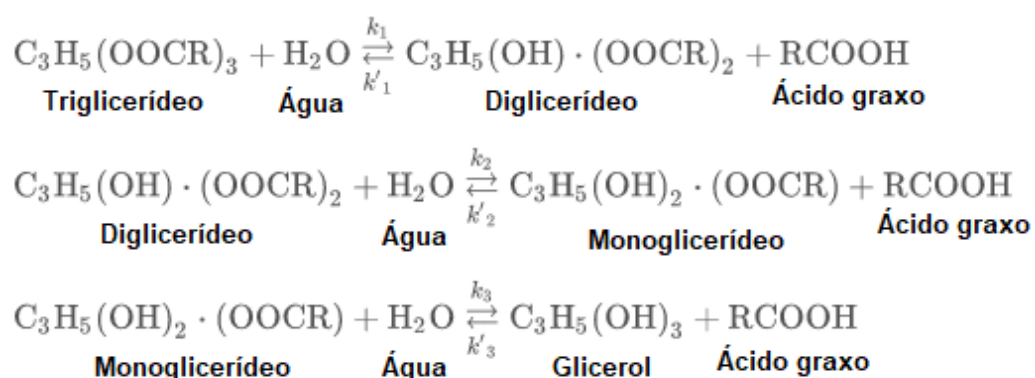 C₃H₅(OOCR)₃ + H₂O ⇄ C₃H₅(OH) · (OOCR)₂ + RCOOH
k₁
k′₁
Triglicerídeo Água Diglicerídeo Ácido graxo
C₃H₅(OH) · (OOCR)₂ + H₂O ⇄ C₃H₅(OH)₂ · (OOCR) + RCOOH
k₂
k′₂
Diglicerídeo Água Monoglicerídeo Ácido graxo
C₃H₅(OH)₂ · (OOCR) + H₂O ⇄ C₃H₅(OH)₃ + RCOOH
k₃
k′₃
Monoglicerídeo Água Glicerol Ácido graxo